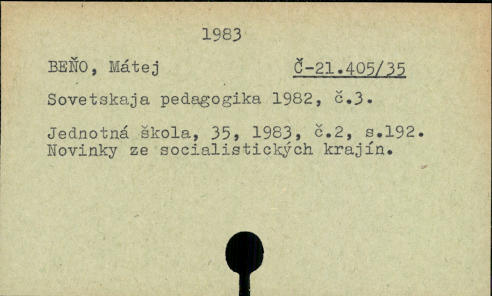 1983
BEŇO, Mátej Č-21.405/35
Sovetskaja pedagogika 1982, č.3.
Jednotná škola, 35, 1983, č.2, s.192.
Novinky ze socialistických krajín.